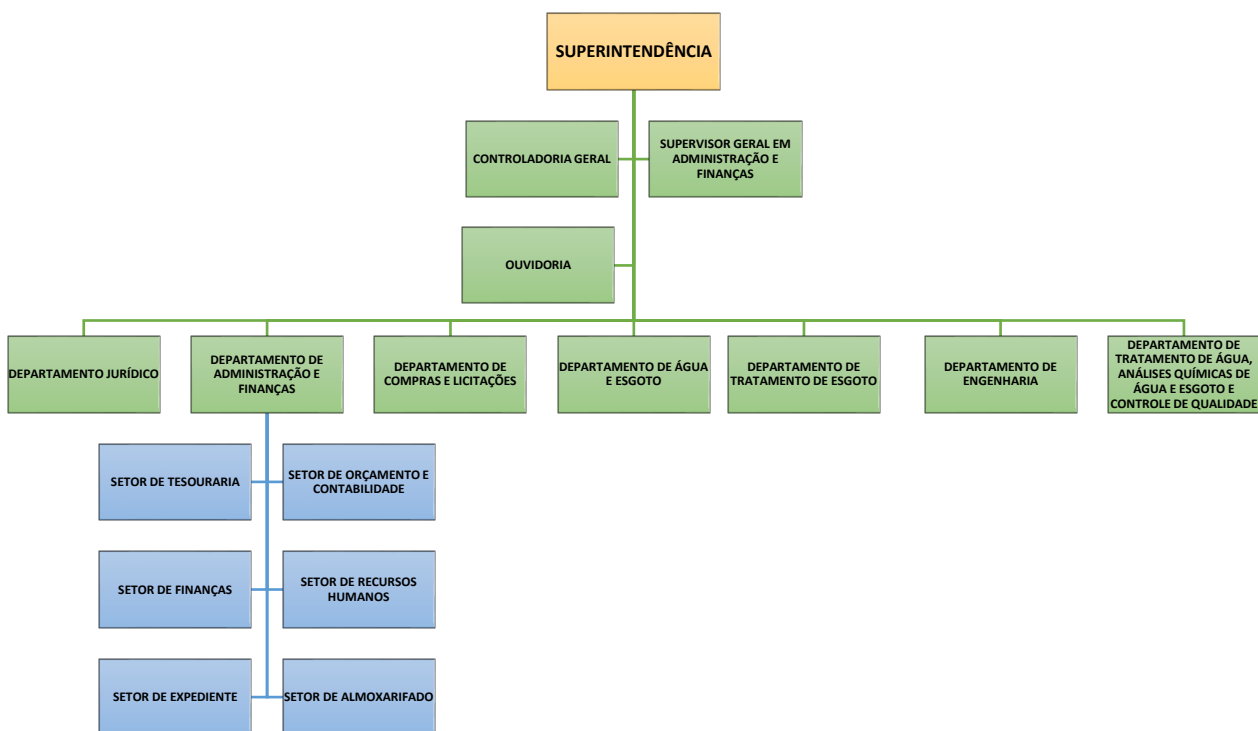 SUPERINTENDÊNCIA
CONTROLADORIA GERAL
SUPERVISOR GERAL EM
ADMINISTRAÇÃO E
FINANÇAS
OUVIDORIA
DEPARTAMENTO JURÍDICO
DEPARTAMENTO DE
ADMINISTRAÇÃO E
FINANÇAS
DEPARTAMENTO DE
COMPRAS E LICITAÇÕES
DEPARTAMENTO DE ÁGUA
E ESGOTO
DEPARTAMENTO DE
TRATAMENTO DE ESGOTO
DEPARTAMENTO DE
ENGENHARIA
DEPARTAMENTO DE
TRATAMENTO DE ÁGUA,
ANÁLISES QUÍMICAS DE
ÁGUA E ESGOTO E
CONTROLE DE QUALIDADE
SETOR DE TESOURARIA
SETOR DE ORÇAMENTO E
CONTABILIDADE
SETOR DE FINANÇAS
SETOR DE RECURSOS
HUMANOS
SETOR DE EXPEDIENTE
SETOR DE ALMOXARIFADO